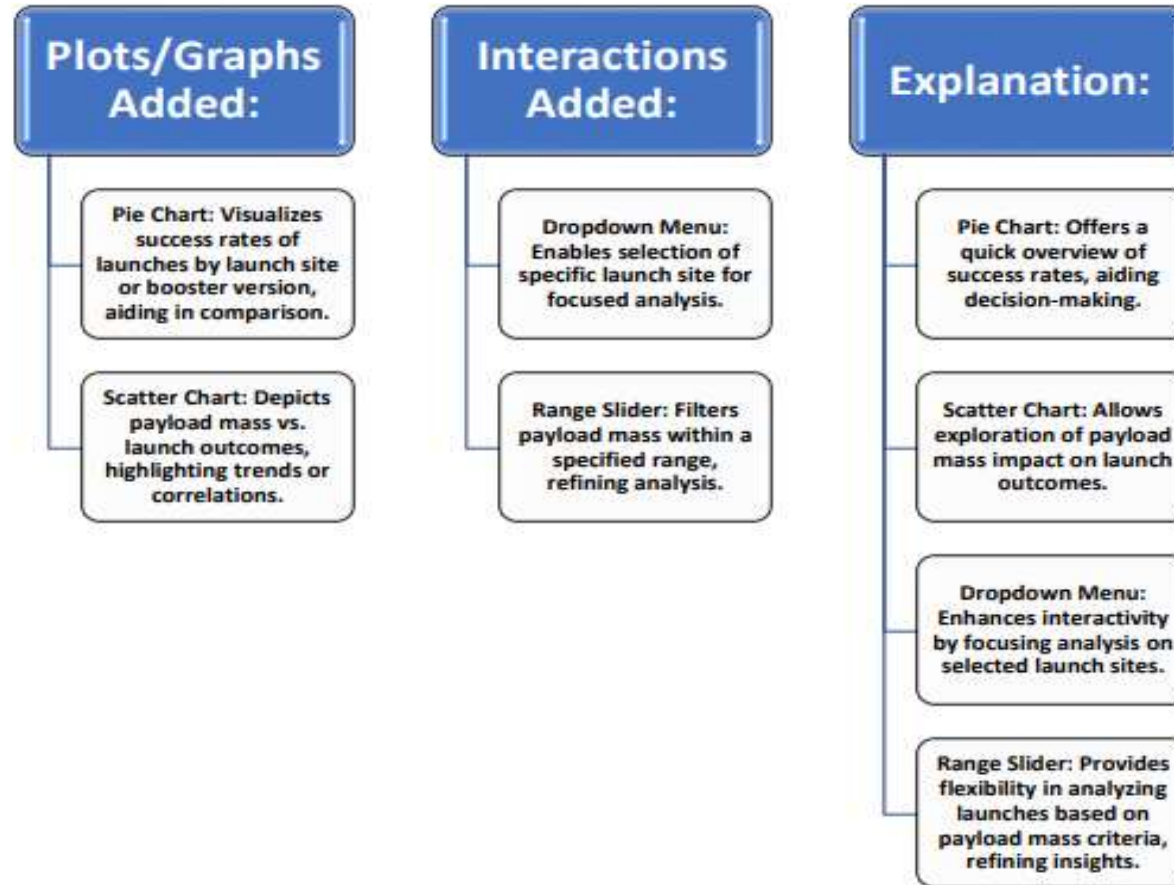 Plots/Graphs
Added:
Pie Chart: Visualizes
success rates of
launches by launch site
or booster version,
aiding in comparison.
Scatter Chart: Depicts
payload mass vs.
launch outcomes,
highlighting trends or
correlations.
Interactions
Added:
Dropdown Menu:
Enables selection of
specific launch site for
focused analysis.
Range Slider: Filters
payload mass within a
specified range,
refining analysis.
Explanation:
Pie Chart: Offers a
quick overview of
success rates, aiding
decision-making.
Scatter Chart: Allows
exploration of payload
mass impact on launch
outcomes.
Dropdown Menu:
Enhances interactivity
by focusing analysis on
selected launch sites.
Range Slider: Provides
flexibility in analyzing
launches based on
payload mass criteria,
refining insights.